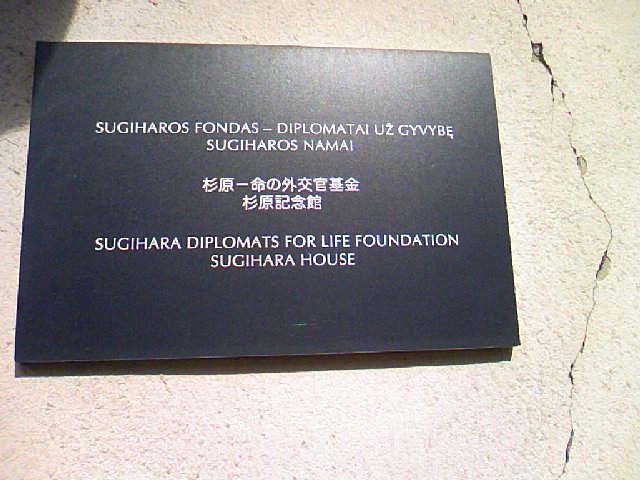 SUGIHAROS FONDAS – DIPLOMATAI UŽ GYVYBĘ
SUGIHAROS NAMAI
杉原－命の外交官基金
杉原記念館
SUGIHARA DIPLOMATS FOR LIFE FOUNDATION
SUGIHARA HOUSE